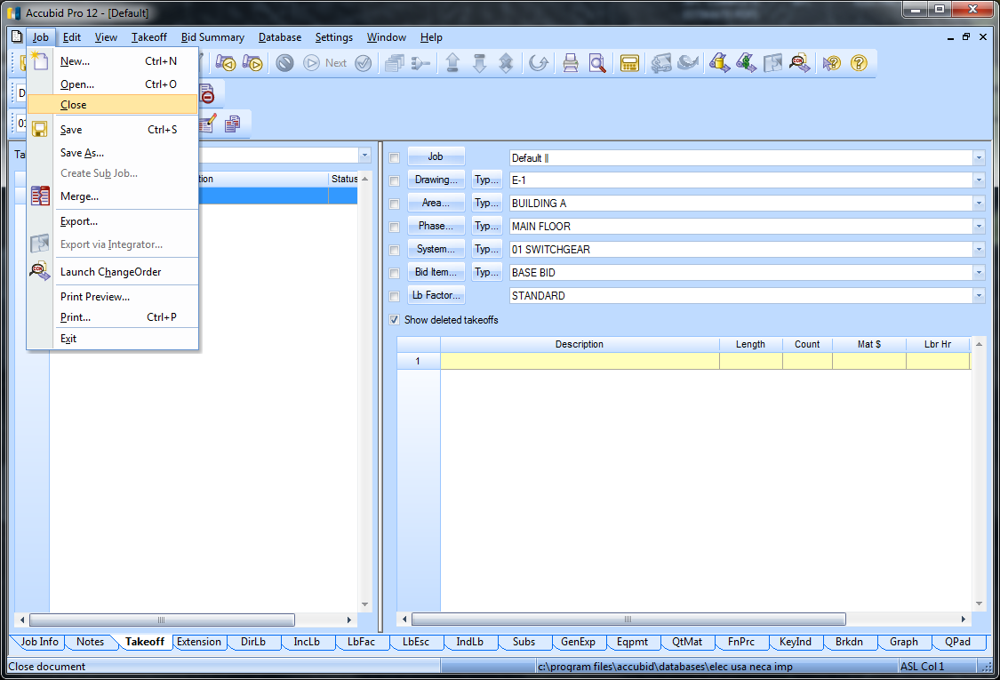 Accubid Pro 12 - [Default]
Job Edit View Takeoff Bid Summary Database Settings Window Help
New... Ctrl+N
Next
Open... Ctrl+O
Close
Save Ctrl+S
Save As...
Create Sub Job...
Merge...
Export...
Export via Integrator...
Launch ChangeOrder
Print Preview...
Print... Ctrl+P
Exit
Status
Job Default
Drawing... Typ... E-1
Area... Typ... BUILDING A
Phase... Typ... MAIN FLOOR
System... Typ... 01 SWITCHGEAR
Bid Item... Typ... BASE BID
Lb Factor... STANDARD
Show deleted takeoffs
Description Length Count Mat $ Lbr Hr
1
Job Info Notes Takeoff Extension DirLb IncLb LbFac LbEsc IndLb Subs GenExp Eqpmt QtMat FnPrc KeyInd Brkdn Graph QPad
Close document c:\program files\accubid\databases\elec usa neca imp ASL Col 1